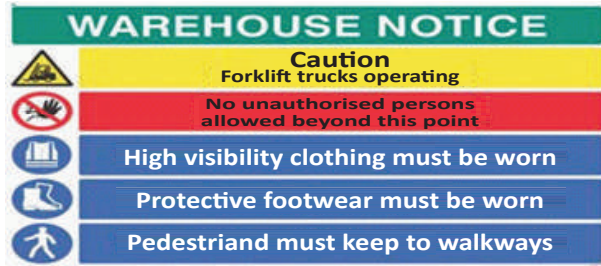 WAREHOUSE NOTICE
Caution
Forklift trucks operating
No unauthorised persons
allowed beyond this point
High visibility clothing must be worn
Protective footwear must be worn
Pedestriand must keep to walkways